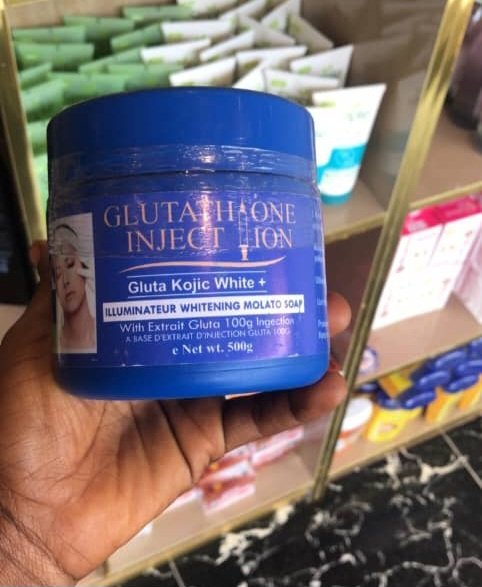 GLUTATHIONE
INJECTION
Gluta Kojic White +
ILLUMINATEUR WHITENING MOLATO SOAP
With Extrait Gluta 100g Ingection
A BASE D'EXTRAIT D'INJECTION GLUTA 100G
e Net wt. 500g